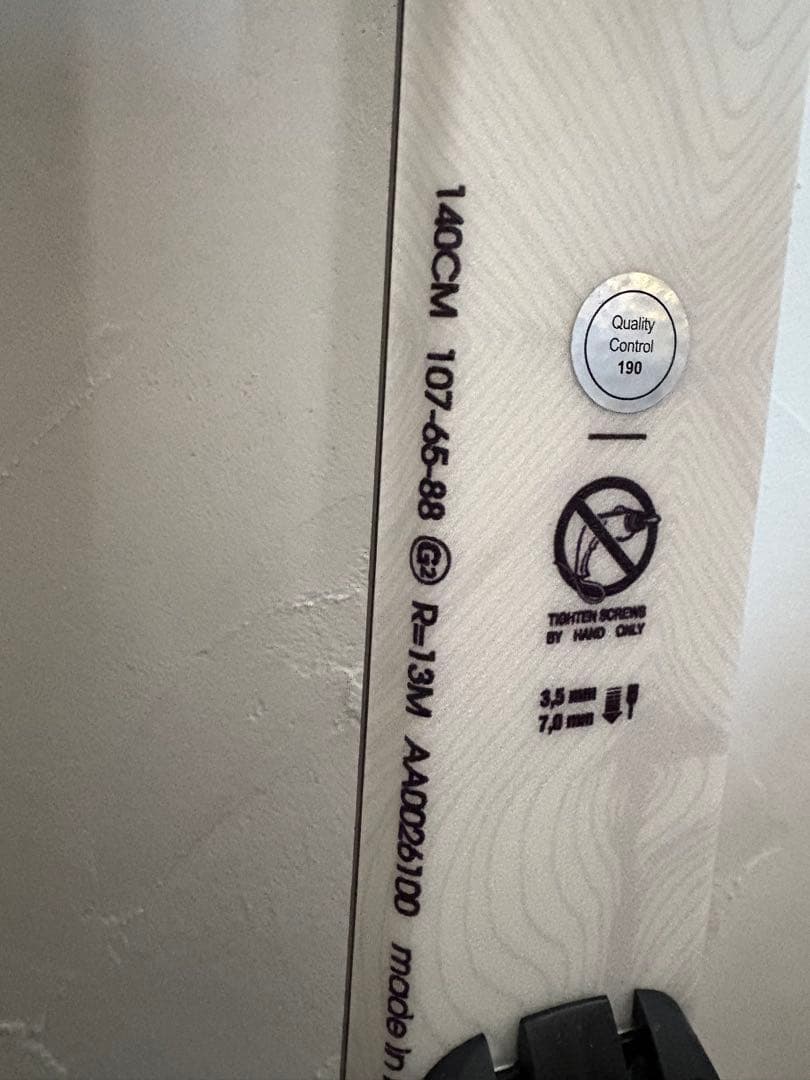 140CM 107-65-88 G2 R=13M AAD026100 made in
Quality
Control
190
TIGHTEN SCREWS
BY HAND ONLY
3,5 mm
7,0 mm